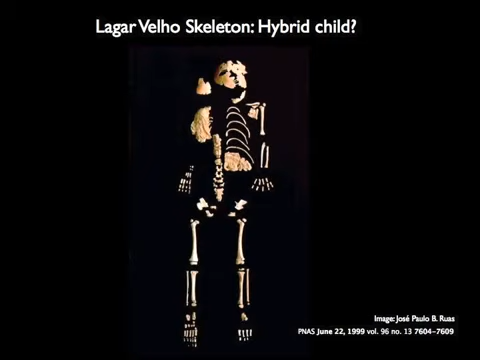 Lagar Velho Skeleton: Hybrid child?
Image: José Paulo B. Ruas
PNAS June 22, 1999 vol. 96 no. 13 7604-7609